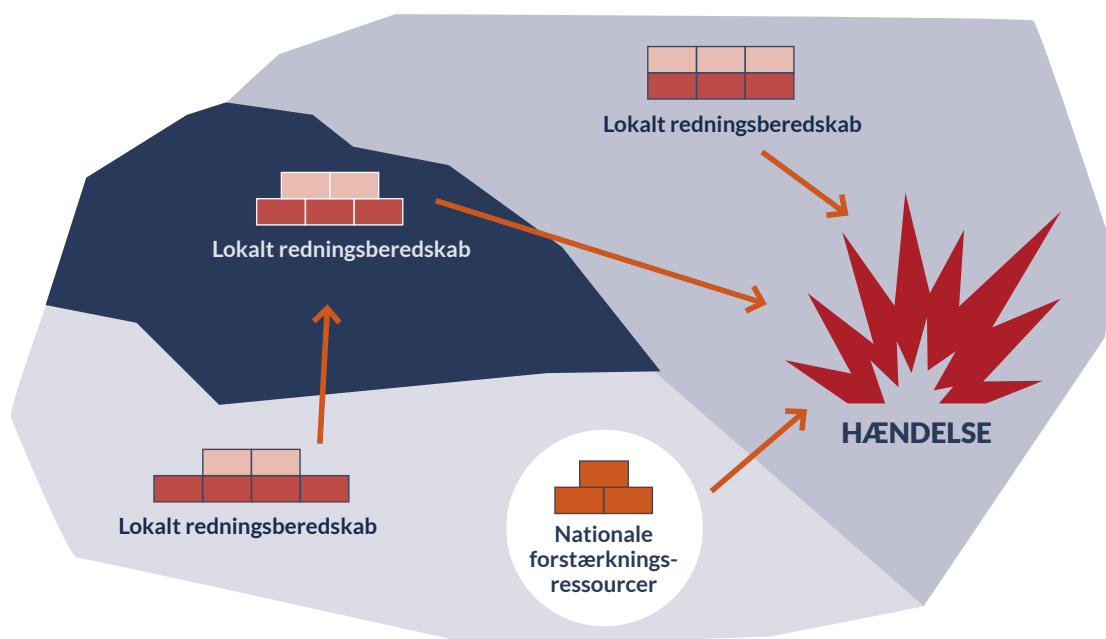 Lokalt redningsberedskab
Lokalt redningsberedskab
HÆNDELSE
Lokalt redningsberedskab
Nationale
forstærknings-
ressourcer